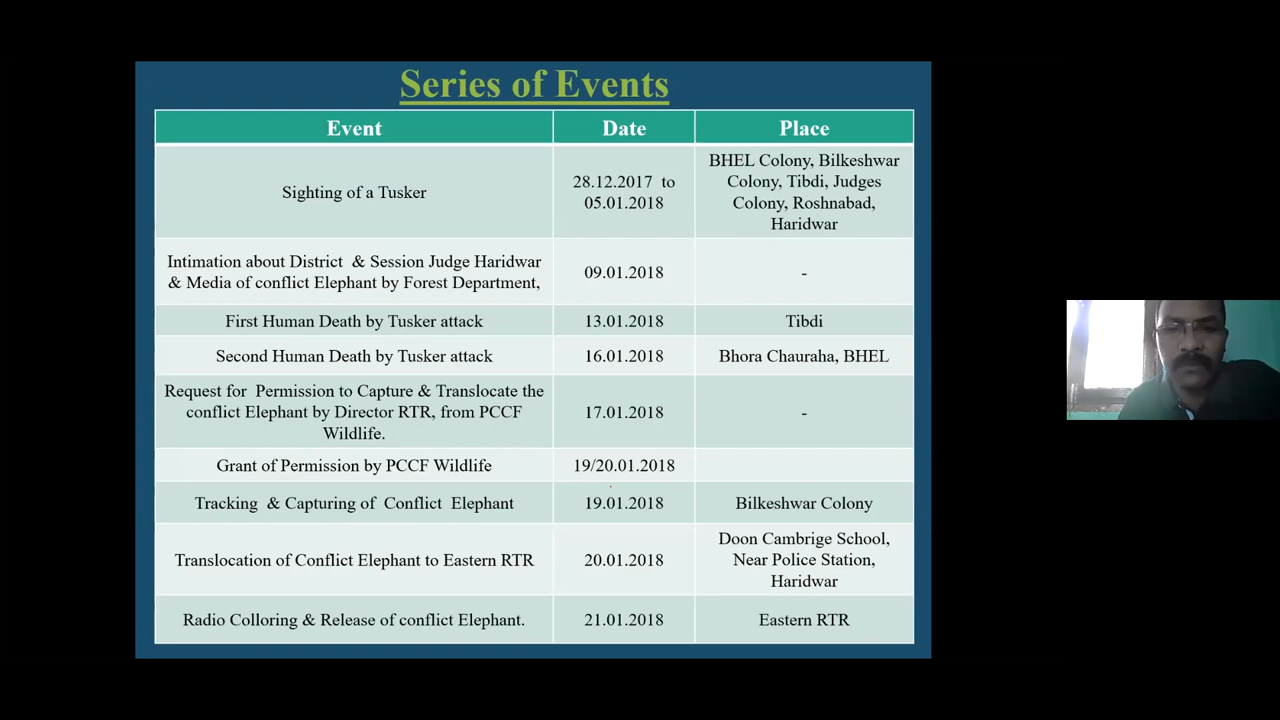 Series of Events
Event Date Place
Sighting of a Tusker
28.12.2017 to
05.01.2018
BHEL Colony, Bilkeshwar
Colony, Tibdi, Judges
Colony, Roshnabad,
Haridwar
Intimation about District & Session Judge Haridwar
& Media of conflict Elephant by Forest Department,
09.01.2018
-
First Human Death by Tusker attack
13.01.2018
Tibdi
Second Human Death by Tusker attack
16.01.2018
Bhora Chauraha, BHEL
Request for Permission to Capture & Translocate the
conflict Elephant by Director RTR, from PCCF
Wildlife.
17.01.2018
-
Grant of Permission by PCCF Wildlife
19/20.01.2018
Tracking & Capturing of Conflict Elephant
19.01.2018
Bilkeshwar Colony
Translocation of Conflict Elephant to Eastern RTR
20.01.2018
Doon Cambrige School,
Near Police Station,
Haridwar
Radio Colloring & Release of conflict Elephant.
21.01.2018
Eastern RTR